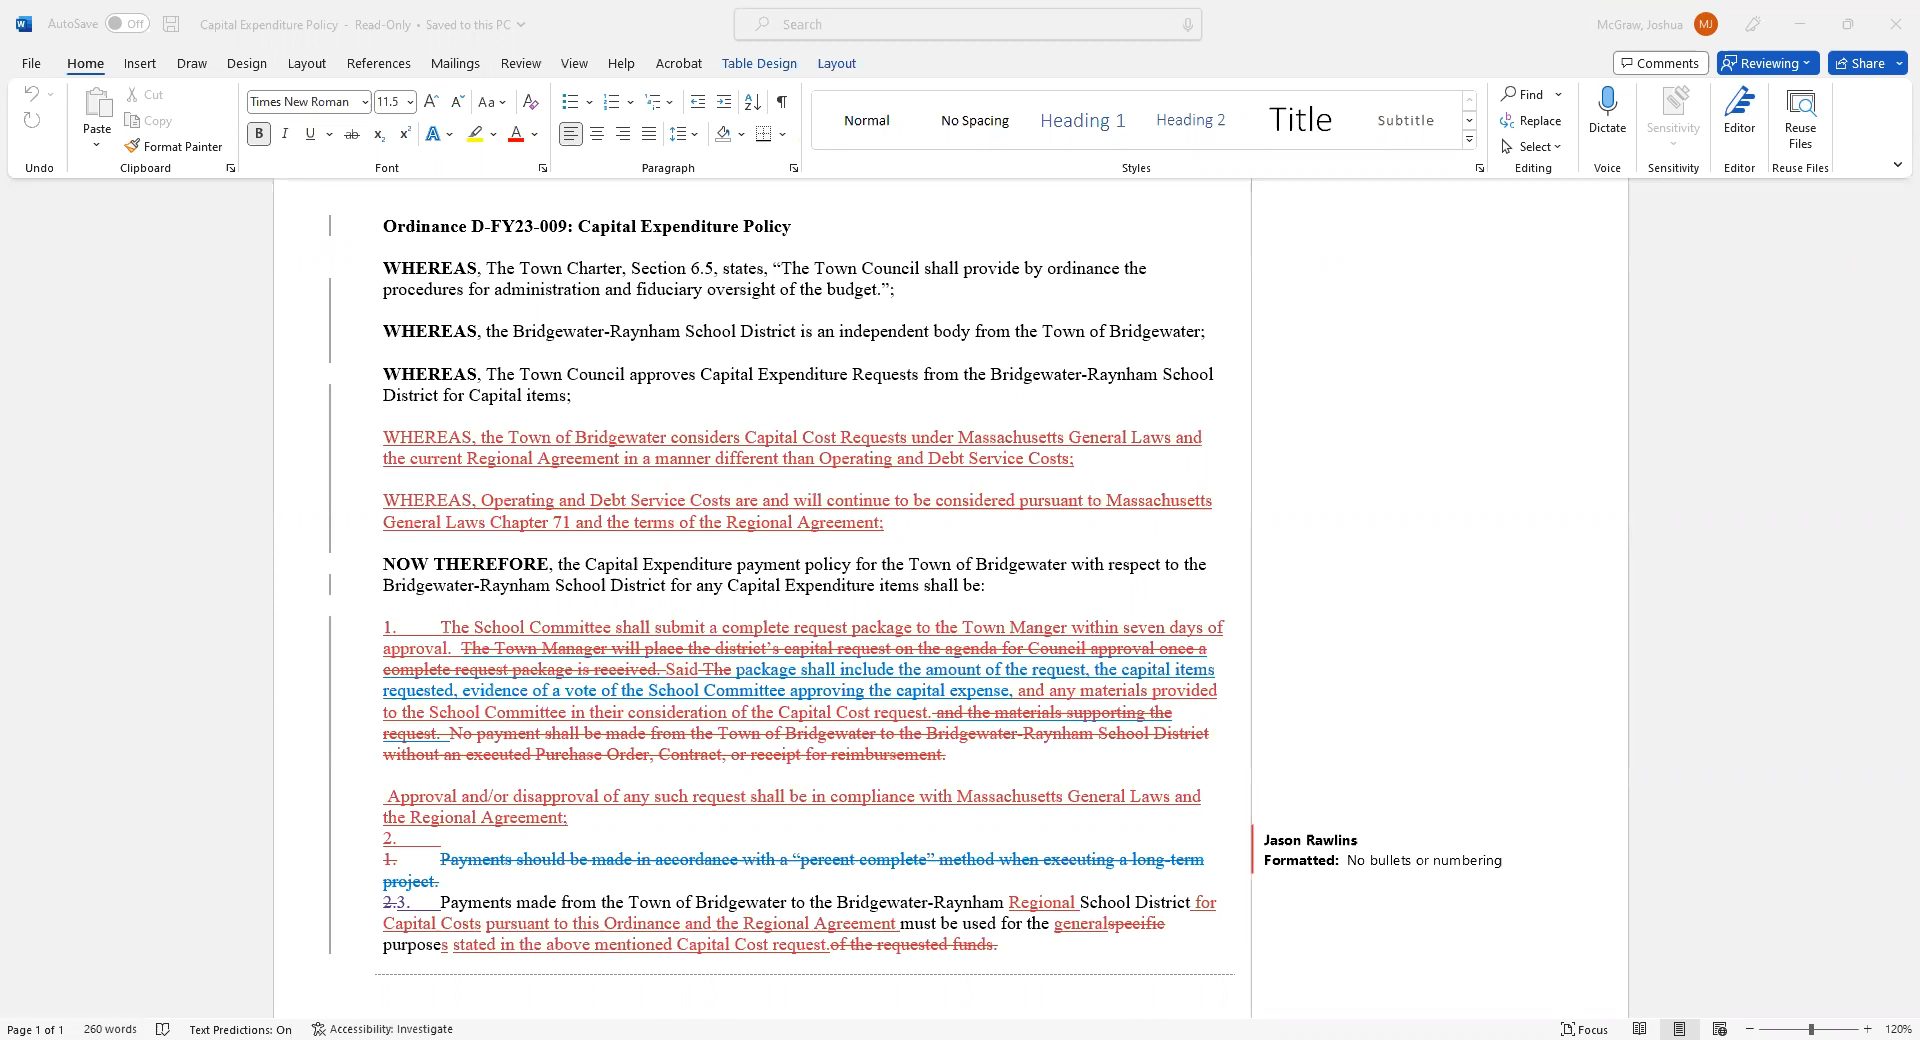 AutoSave Off Capital Expenditure Policy - Read-Only • Saved to this PC Search McGraw, Joshua MJ
File Home Insert Draw Design Layout References Mailings Review View Help Acrobat Table Design Layout Comments Reviewing Share
Paste
Cut
Copy
Format Painter
Times New Roman 11.5
Normal No Spacing Heading 1 Heading 2 Title Subtitle
Find
Replace
Select
Dictate
Sensitivity
Editor
Reuse
Files
Undo Clipboard Font Paragraph Styles Editing Voice Sensitivity Editor Reuse Files
Ordinance D-FY23-009: Capital Expenditure Policy
WHEREAS, The Town Charter, Section 6.5, states, “The Town Council shall provide by ordinance the
procedures for administration and fiduciary oversight of the budget.”;
WHEREAS, the Bridgewater-Raynham School District is an independent body from the Town of Bridgewater;
WHEREAS, The Town Council approves Capital Expenditure Requests from the Bridgewater-Raynham School
District for Capital items;
WHEREAS, the Town of Bridgewater considers Capital Cost Requests under Massachusetts General Laws and
the current Regional Agreement in a manner different than Operating and Debt Service Costs;
WHEREAS, Operating and Debt Service Costs are and will continue to be considered pursuant to Massachusetts
General Laws Chapter 71 and the terms of the Regional Agreement;
NOW THEREFORE, the Capital Expenditure payment policy for the Town of Bridgewater with respect to the
Bridgewater-Raynham School District for any Capital Expenditure items shall be:
1. The School Committee shall submit a complete request package to the Town Manger within seven days of
approval. The Town Manager will place the district’s capital request on the agenda for Council approval once a
complete request package is received. Said The package shall include the amount of the request, the capital items
requested, evidence of a vote of the School Committee approving the capital expense, and any materials provided
to the School Committee in their consideration of the Capital Cost request. and the materials supporting the
request. No payment shall be made from the Town of Bridgewater to the Bridgewater-Raynham School District
without an executed Purchase Order, Contract, or receipt for reimbursement.
Approval and/or disapproval of any such request shall be in compliance with Massachusetts General Laws and
the Regional Agreement;
2.
1. Payments should be made in accordance with a “percent complete” method when executing a long-term
project.
2.3. Payments made from the Town of Bridgewater to the Bridgewater-Raynham Regional School District for
Capital Costs pursuant to this Ordinance and the Regional Agreement must be used for the generalspecific
purposes stated in the above mentioned Capital Cost request.of the requested funds.
Jason Rawlins
Formatted: No bullets or numbering
Page 1 of 1 260 words Text Predictions: On Accessibility: Investigate Focus 120%